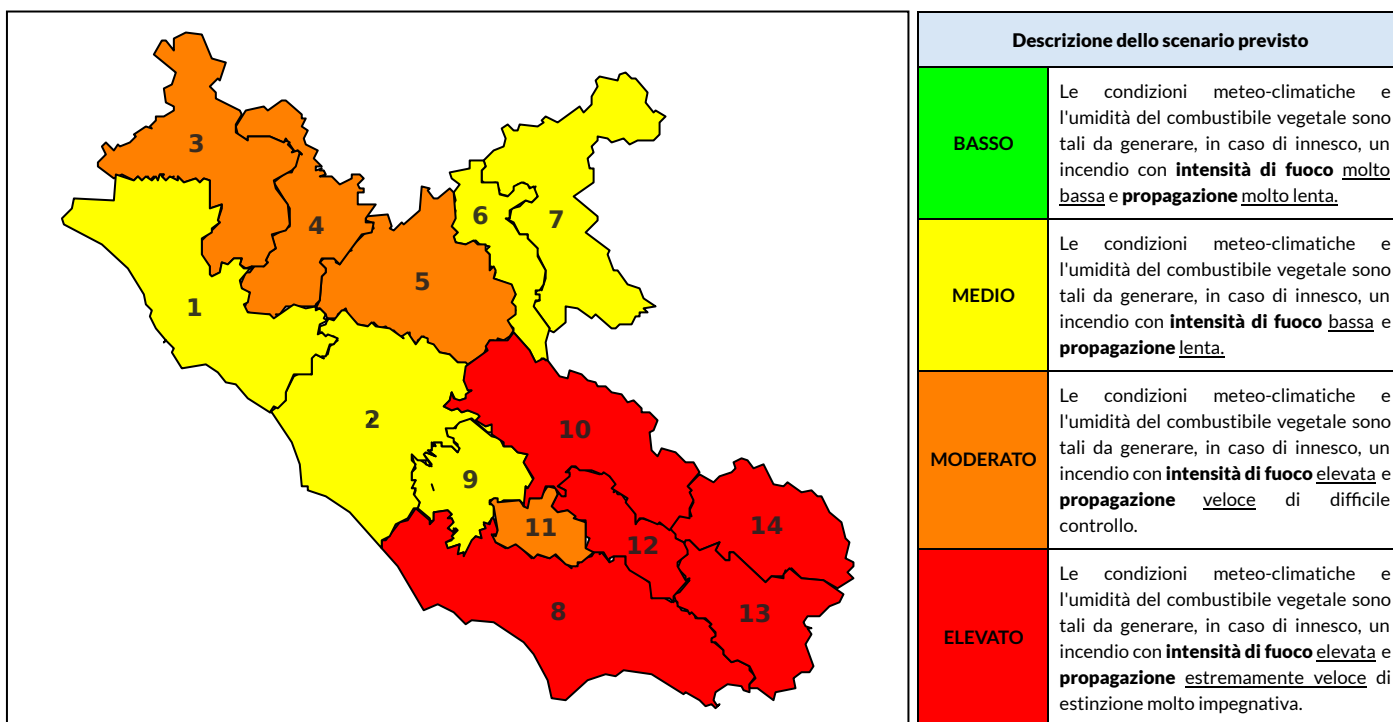 3
4
6
7
5
1
2
10
9
11
14
12
8
13
Descrizione dello scenario previsto
BASSO
Le condizioni meteo-climatiche e
l'umidità del combustibile vegetale sono
tali da generare, in caso di innesco, un
incendio con intensità di fuoco molto
bassa e propagazione molto lenta.
MEDIO
Le condizioni meteo-climatiche e
l'umidità del combustibile vegetale sono
tali da generare, in caso di innesco, un
incendio con intensità di fuoco bassa e
propagazione lenta.
MODERATO
Le condizioni meteo-climatiche e
l'umidità del combustibile vegetale sono
tali da generare, in caso di innesco, un
incendio con intensità di fuoco elevata e
propagazione veloce di difficile
controllo.
ELEVATO
Le condizioni meteo-climatiche e
l'umidità del combustibile vegetale sono
tali da generare, in caso di innesco, un
incendio con intensità di fuoco elevata e
propagazione estremamente veloce di
estinzione molto impegnativa.